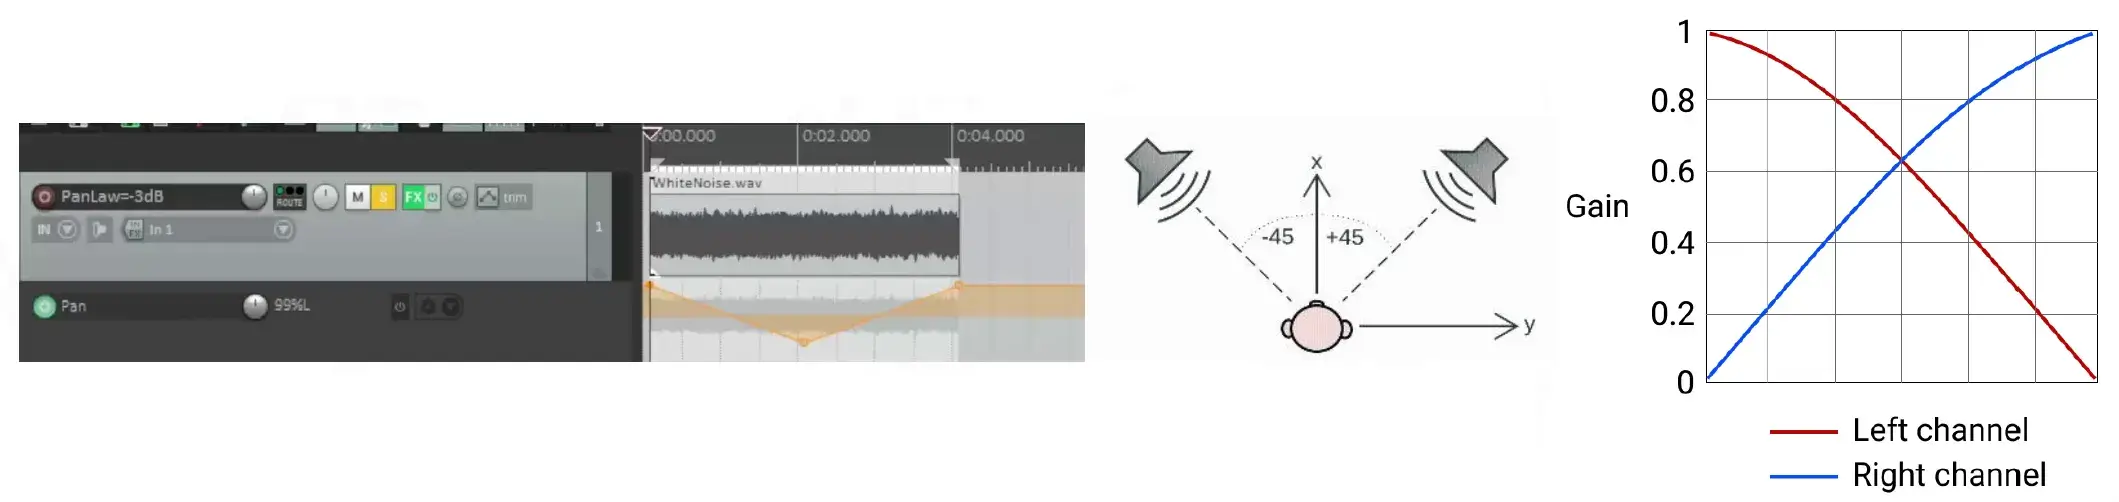 0:00.000 0:02.000 0:04.000
PanLaw=-3dB ROUTE M S FX trim
WhiteNoise.wav
IN IN FX In 1
1
Pan 99%L
x
-45 +45
y
1
0.8
0.6
Gain
0.4
0.2
0
Left channel
Right channel